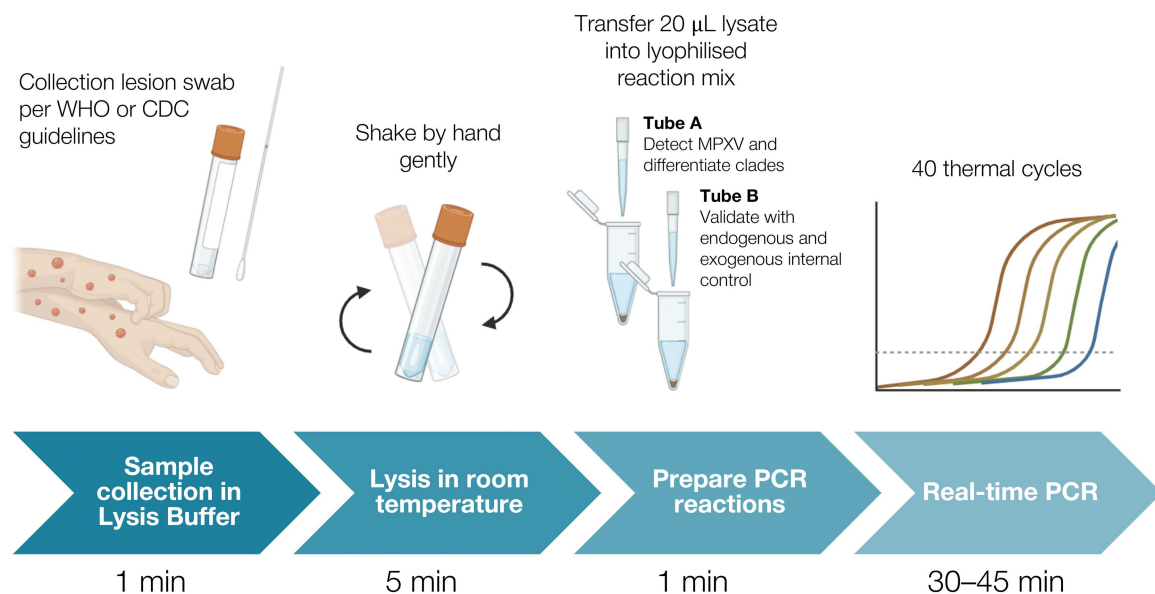 Collection lesion swab
per WHO or CDC
guidelines
Shake by hand
gently
Transfer 20 μL lysate
into lyophilised
reaction mix
Tube A
Detect MPXV and
differentiate clades
Tube B
Validate with
endogenous and
exogenous internal
control
40 thermal cycles
Sample
collection in
Lysis Buffer
Lysis in room
temperature
Prepare PCR
reactions
Real-time PCR
1 min
5 min
1 min
30–45 min